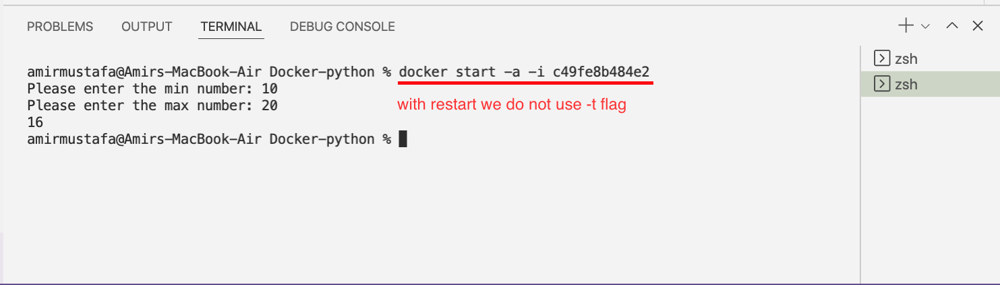 PROBLEMS OUTPUT TERMINAL DEBUG CONSOLE
amirmustafa@Amirs-MacBook-Air Docker-python % docker start -a -i c49fe8b484e2
Please enter the min number: 10
Please enter the max number: 20
with restart we do not use -t flag
16
amirmustafa@Amirs-MacBook-Air Docker-python %
zsh
zsh